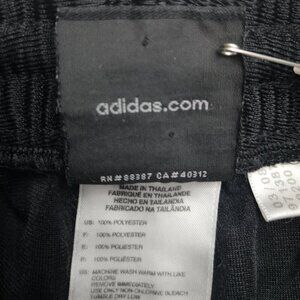 adidas.com
RN#88387 CA#40312
MADE IN THAILAND
FABRIQUÉ EN THAÏLANDE
HECHO EN TAILANDIA
FABRICADO NA TAILÂNDIA
US: 100% POLYESTER
F: 100% POLYESTER
E: 100% POLIESTER
P: 100% POLIÉSTER
US: MACHINE WASH WARM WITH LIKE
COLORS
REMOVE IMMEDIATELY
USE ONLY NON-CHLORINE BLEACH
TUMBLE DRY LOW